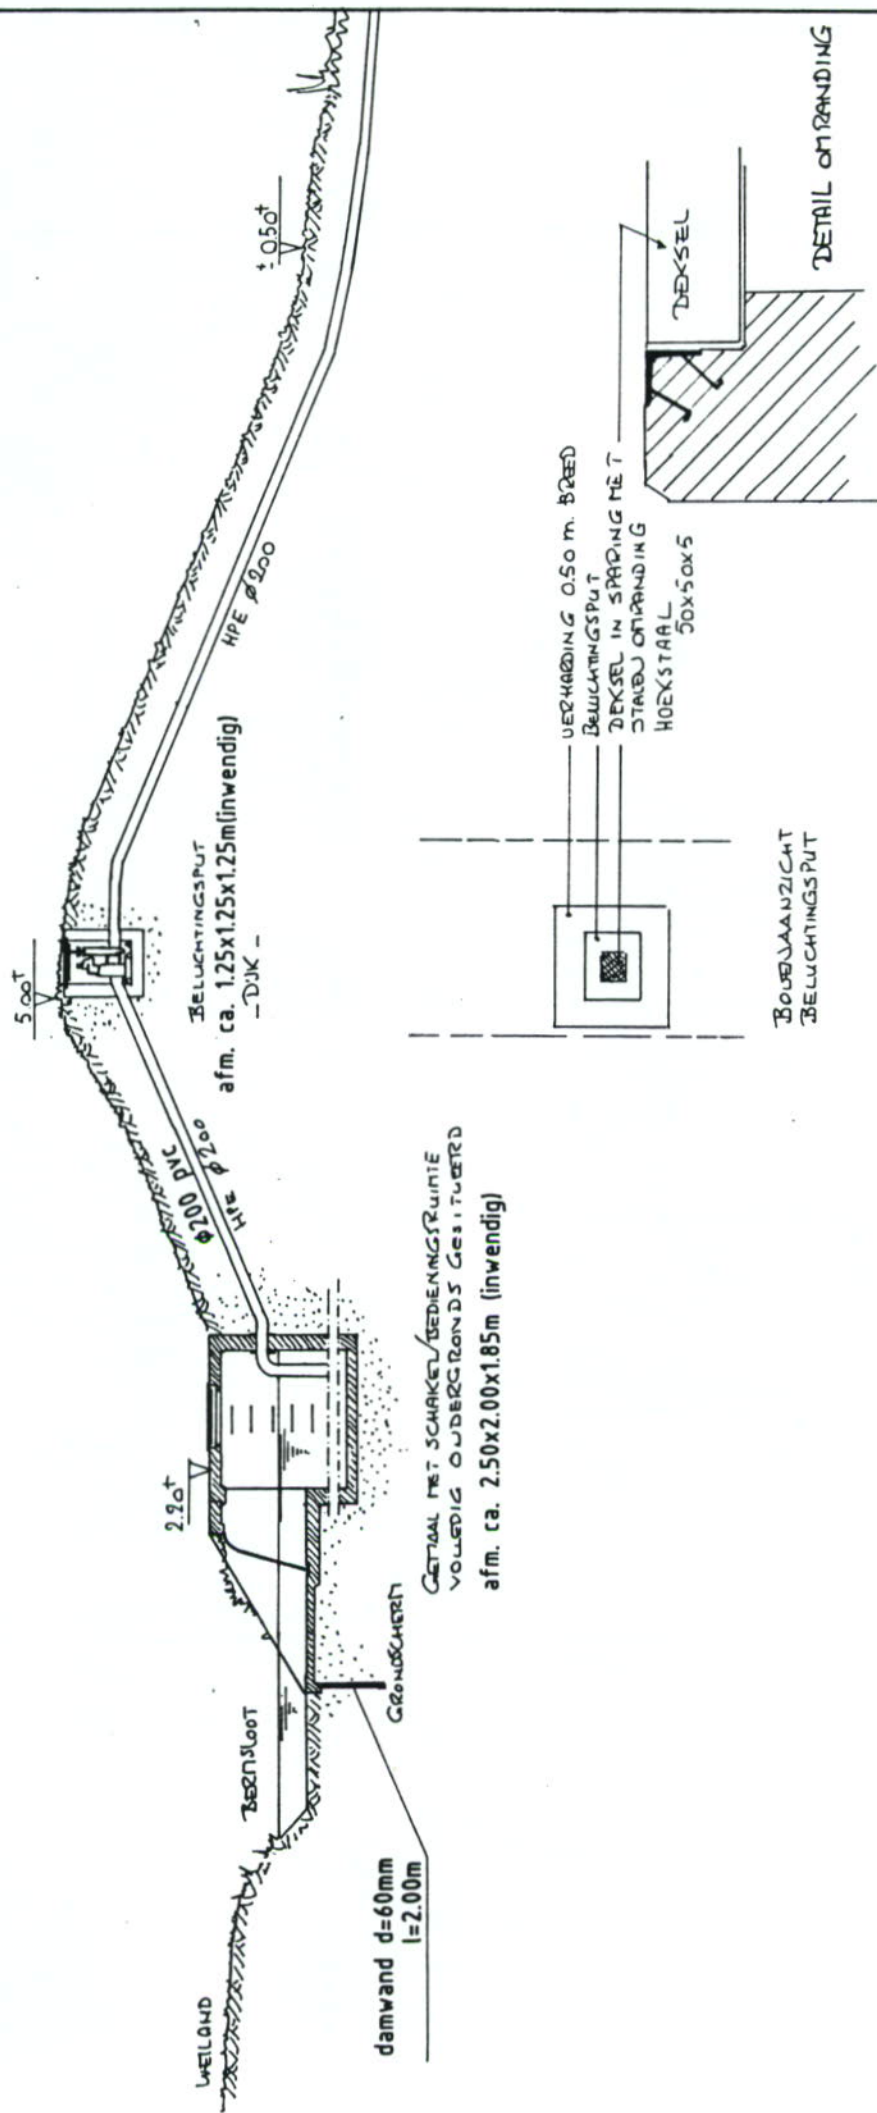 WEILAND
BERMSLOOT
damwand d=60mm
l=2.00m
GRONDSCHERM
2.20+
GEMAAL MET SCHAKEL/BEDIENINGSRUIMTE
VOLLEDIG ONDERGRONDS GESITUEERD
afm. ca. 2.50x2.00x1.85m (inwendig)
Φ200 PVC
HPE Ø200
5.00+
BELUCHTINGSPUT
afm. ca. 1.25x1.25x1.25m(inwendig)
_DIJK_
HPE Ø200
± 0.50+
VERHARDING 0.50 m. BREED
BELUCHTINGSPUT
DEKSEL IN SPARING MET
STALEN OMRANDING
HOEKSTAAL
50x50x5
BOVENAANZICHT
BELUCHTINGSPUT
DEKSEL
DETAIL OMRANDING